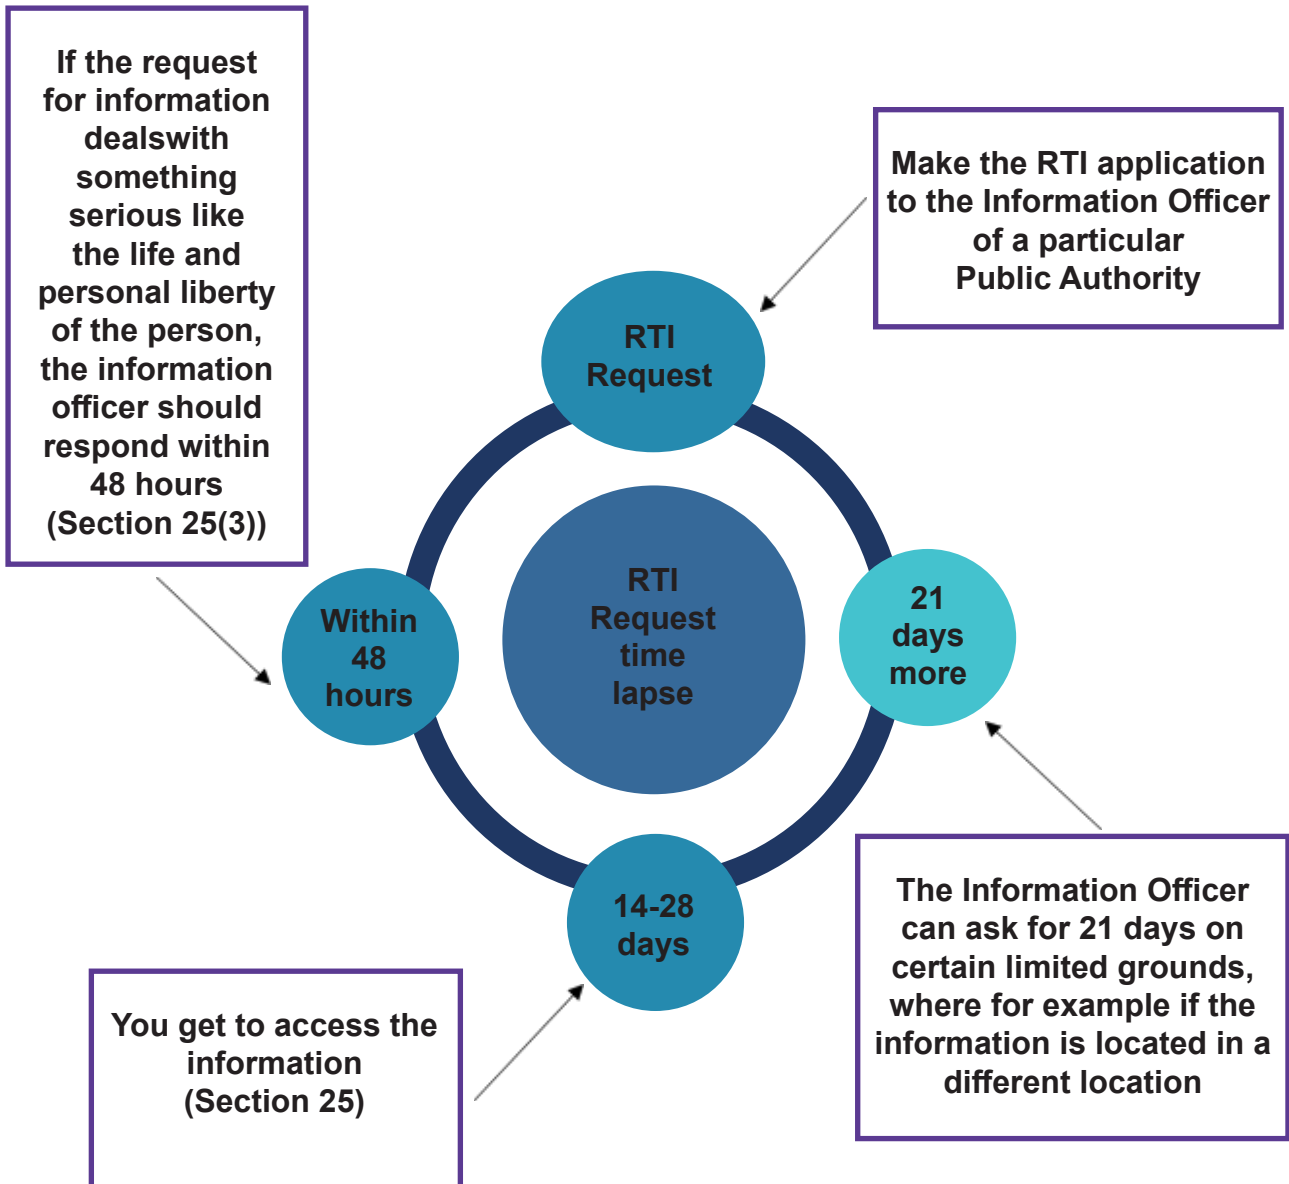 If the request
for information
dealswith
something
serious like
the life and
personal liberty
of the person,
the information
officer should
respond within
48 hours
(Section 25(3))
Make the RTI application
to the Information Officer
of a particular
Public Authority
RTI
Request
RTI
Request
time
lapse
Within
48
hours
21
days
more
14-28
days
You get to access the
information
(Section 25)
The Information Officer
can ask for 21 days on
certain limited grounds,
where for example if the
information is located in a
different location